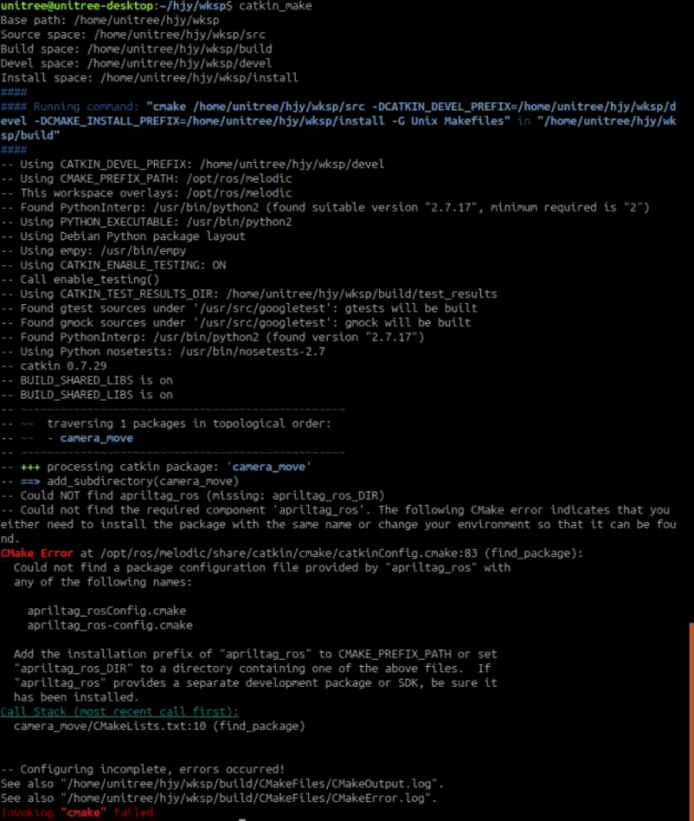 unitree@unitree-desktop:~/hjy/wksp$ catkin_make
Base path: /home/unitree/hjy/wksp
Source space: /home/unitree/hjy/wksp/src
Build space: /home/unitree/hjy/wksp/build
Devel space: /home/unitree/hjy/wksp/devel
Install space: /home/unitree/hjy/wksp/install
####
#### Running command: "cmake /home/unitree/hjy/wksp/src -DCATKIN_DEVEL_PREFIX=/home/unitree/hjy/wksp/d
evel -DCMAKE_INSTALL_PREFIX=/home/unitree/hjy/wksp/install -G Unix Makefiles" in "/home/unitree/hjy/wk
sp/build"
####
-- Using CATKIN_DEVEL_PREFIX: /home/unitree/hjy/wksp/devel
-- Using CMAKE_PREFIX_PATH: /opt/ros/melodic
-- This workspace overlays: /opt/ros/melodic
-- Found PythonInterp: /usr/bin/python2 (found suitable version "2.7.17", minimum required is "2")
-- Using PYTHON_EXECUTABLE: /usr/bin/python2
-- Using Debian Python package layout
-- Using empy: /usr/bin/empy
-- Using CATKIN_ENABLE_TESTING: ON
-- Call enable_testing()
-- Using CATKIN_TEST_RESULTS_DIR: /home/unitree/hjy/wksp/build/test_results
-- Found gtest sources under '/usr/src/googletest': gtests will be built
-- Found gmock sources under '/usr/src/googletest': gmock will be built
-- Found PythonInterp: /usr/bin/python2 (found version "2.7.17")
-- Using Python nosetests: /usr/bin/nosetests-2.7
-- catkin 0.7.29
-- BUILD_SHARED_LIBS is on
-- BUILD_SHARED_LIBS is on
-- ~~~~~~~~~~~~~~~~~~~~~~~~~~~~~~~~~~~~~~~~~~~~~~~~~
-- ~~  traversing 1 packages in topological order:
-- ~~  - camera_move
-- ~~~~~~~~~~~~~~~~~~~~~~~~~~~~~~~~~~~~~~~~~~~~~~~~~
-- +++ processing catkin package: 'camera_move'
-- ==> add_subdirectory(camera_move)
-- Could NOT find apriltag_ros (missing: apriltag_ros_DIR)
-- Could not find the required component 'apriltag_ros'. The following CMake error indicates that you
either need to install the package with the same name or change your environment so that it can be fou
nd.
CMake Error at /opt/ros/melodic/share/catkin/cmake/catkinConfig.cmake:83 (find_package):
  Could not find a package configuration file provided by "apriltag_ros" with
  any of the following names:

    apriltag_rosConfig.cmake
    apriltag_ros-config.cmake

  Add the installation prefix of "apriltag_ros" to CMAKE_PREFIX_PATH or set
  "apriltag_ros_DIR" to a directory containing one of the above files.  If
  "apriltag_ros" provides a separate development package or SDK, be sure it
  has been installed.
Call Stack (most recent call first):
  camera_move/CMakeLists.txt:10 (find_package)

-- Configuring incomplete, errors occurred!
See also "/home/unitree/hjy/wksp/build/CMakeFiles/CMakeOutput.log".
See also "/home/unitree/hjy/wksp/build/CMakeFiles/CMakeError.log".
Invoking "cmake" failed